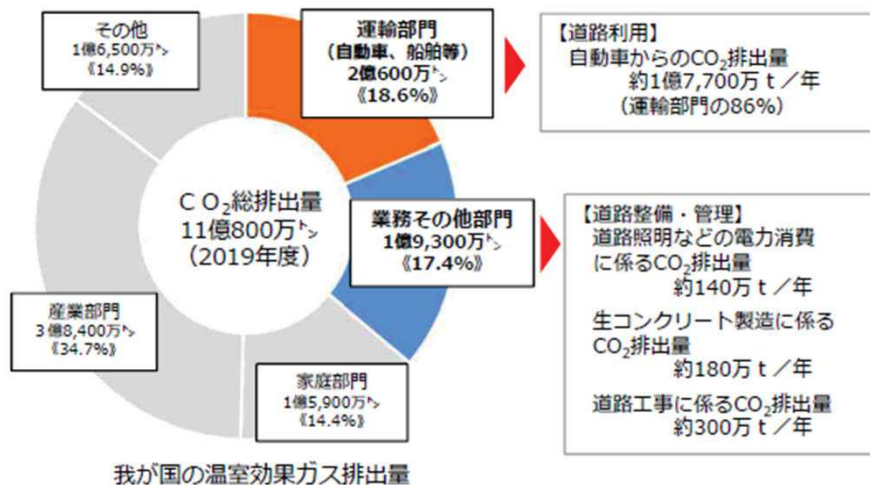 その他
1億6,500万㌧
《14.9%》
運輸部門
（自動車、船舶等）
2億600万㌧
《18.6%》
【道路利用】
自動車からのCO₂排出量
約1億7,700万ｔ／年
（運輸部門の86%）
ＣＯ₂総排出量
11億800万㌧
（2019年度）
業務その他部門
1億9,300万㌧
《17.4%》
【道路整備・管理】
道路照明などの電力消費
に係るCO₂排出量
約140万ｔ／年
生コンクリート製造に係る
CO₂排出量
約180万ｔ／年
道路工事に係るCO₂排出量
約300万ｔ／年
産業部門
3億8,400万㌧
《34.7%》
家庭部門
1億5,900万㌧
《14.4%》
我が国の温室効果ガス排出量